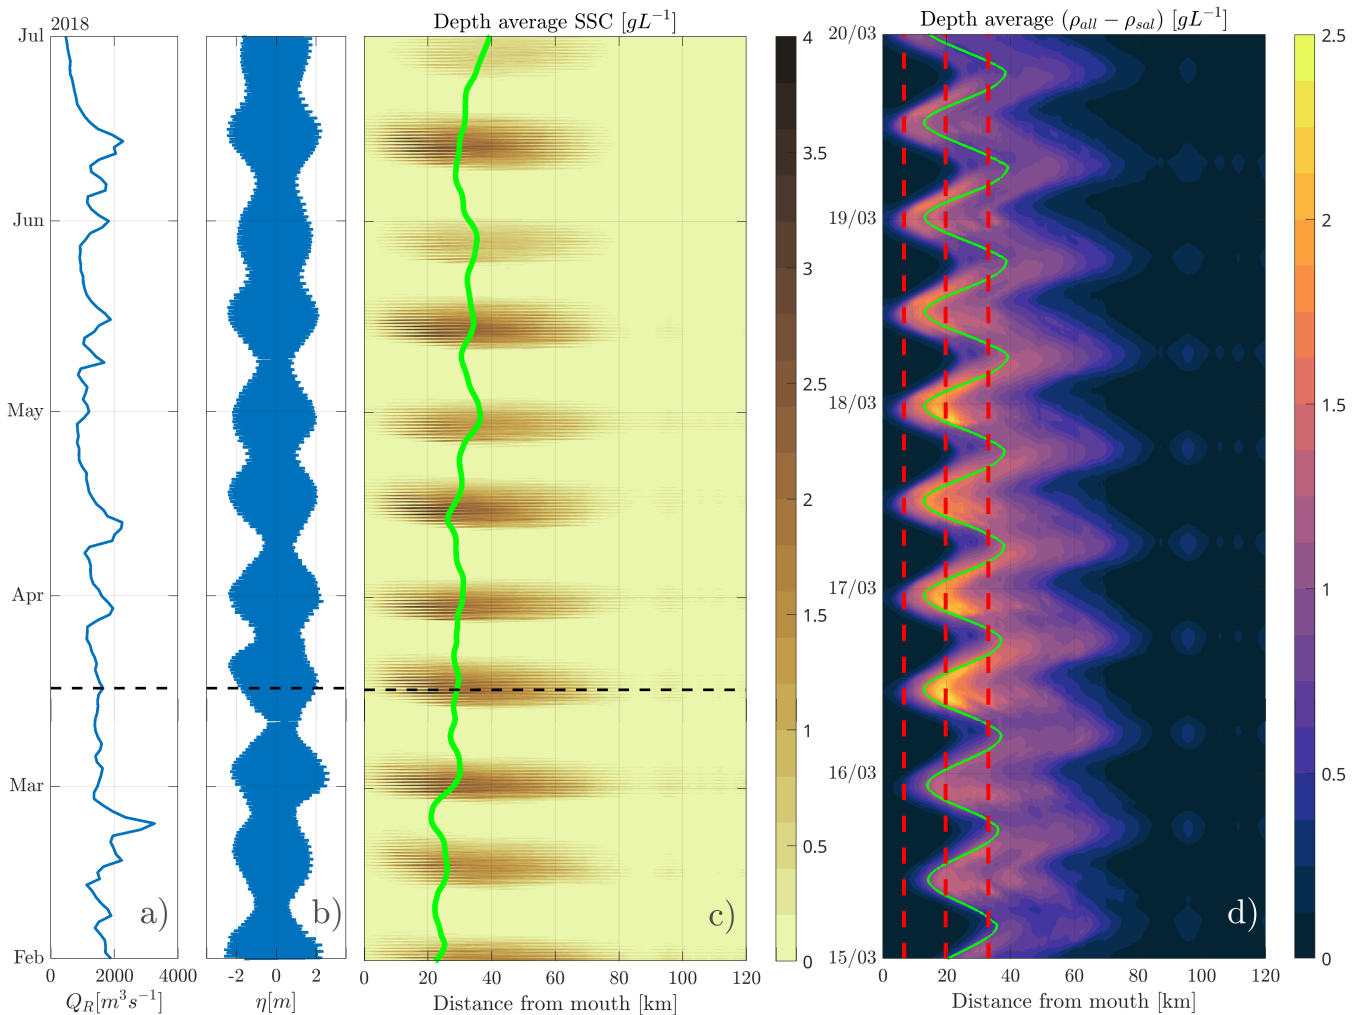 2018
Jul
Jun
May
Apr
Mar
Feb
0 2000 4000
Q_R[m^3s^{-1}]
a)
-2 0 2
η[m]
b)
Depth average SSC [gL^{-1}]
0 20 40 60 80 100 120
Distance from mouth [km]
c)
4
3.5
3
2.5
2
1.5
1
0.5
0
Depth average (ρ_{all} − ρ_{sal}) [gL^{-1}]
20/03
19/03
18/03
17/03
16/03
15/03
0 20 40 60 80 100 120
Distance from mouth [km]
d)
2.5
2
1.5
1
0.5
0